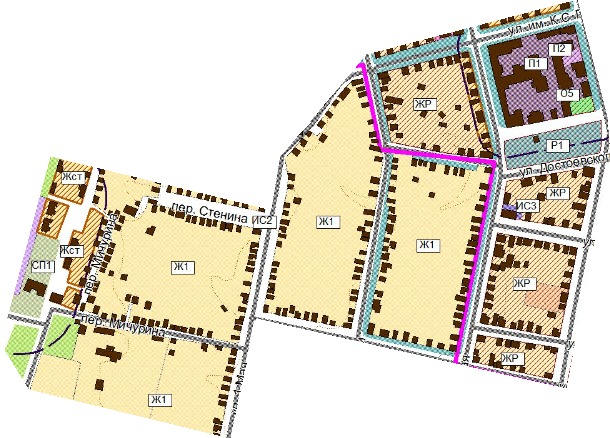 ул. им. К.С.
П2
П1
О5
ЖР
Р1
ул. Достоевского
ЖР
ИС3
Жст
пер. Стенина
ИС2
Ж1
Ж1
Жст
пер. Мичурина
СП1
Ж1
ЖР
пер. Мичурина
ЖР
Ж1